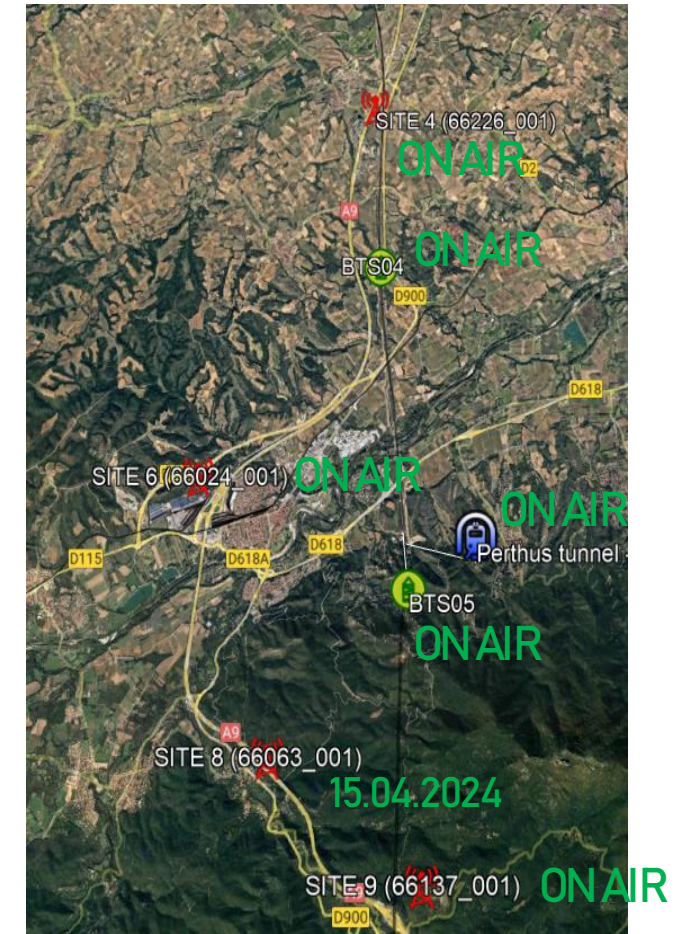 SITE 4 (66226_001)
ON AIR
D2
A9
ON AIR
BTS04
D900
D618
SITE 6 (66024_001)
ON AIR
ON AIR
Perthus tunnel -
D115
D618A
D618
BTS05
ON AIR
A9
SITE 8 (66063_001)
15.04.2024
SITE 9 (66137_001)
ON AIR
D900